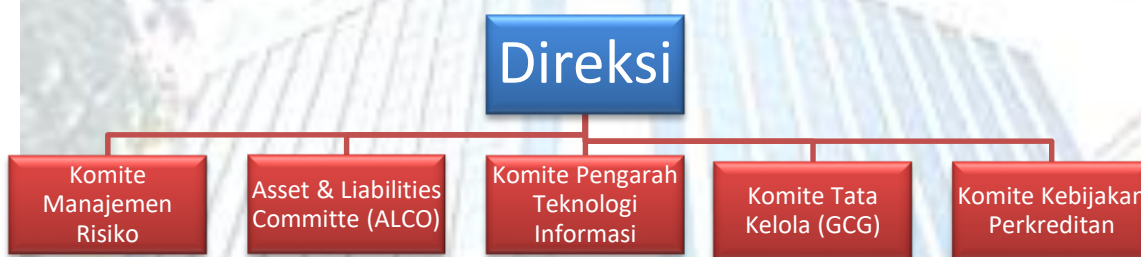 Direksi
Komite
Manajemen
Risiko
Asset & Liabilities
Committe (ALCO)
Komite Pengarah
Teknologi
Informasi
Komite Tata
Kelola (GCG)
Komite Kebijakan
Perkreditan